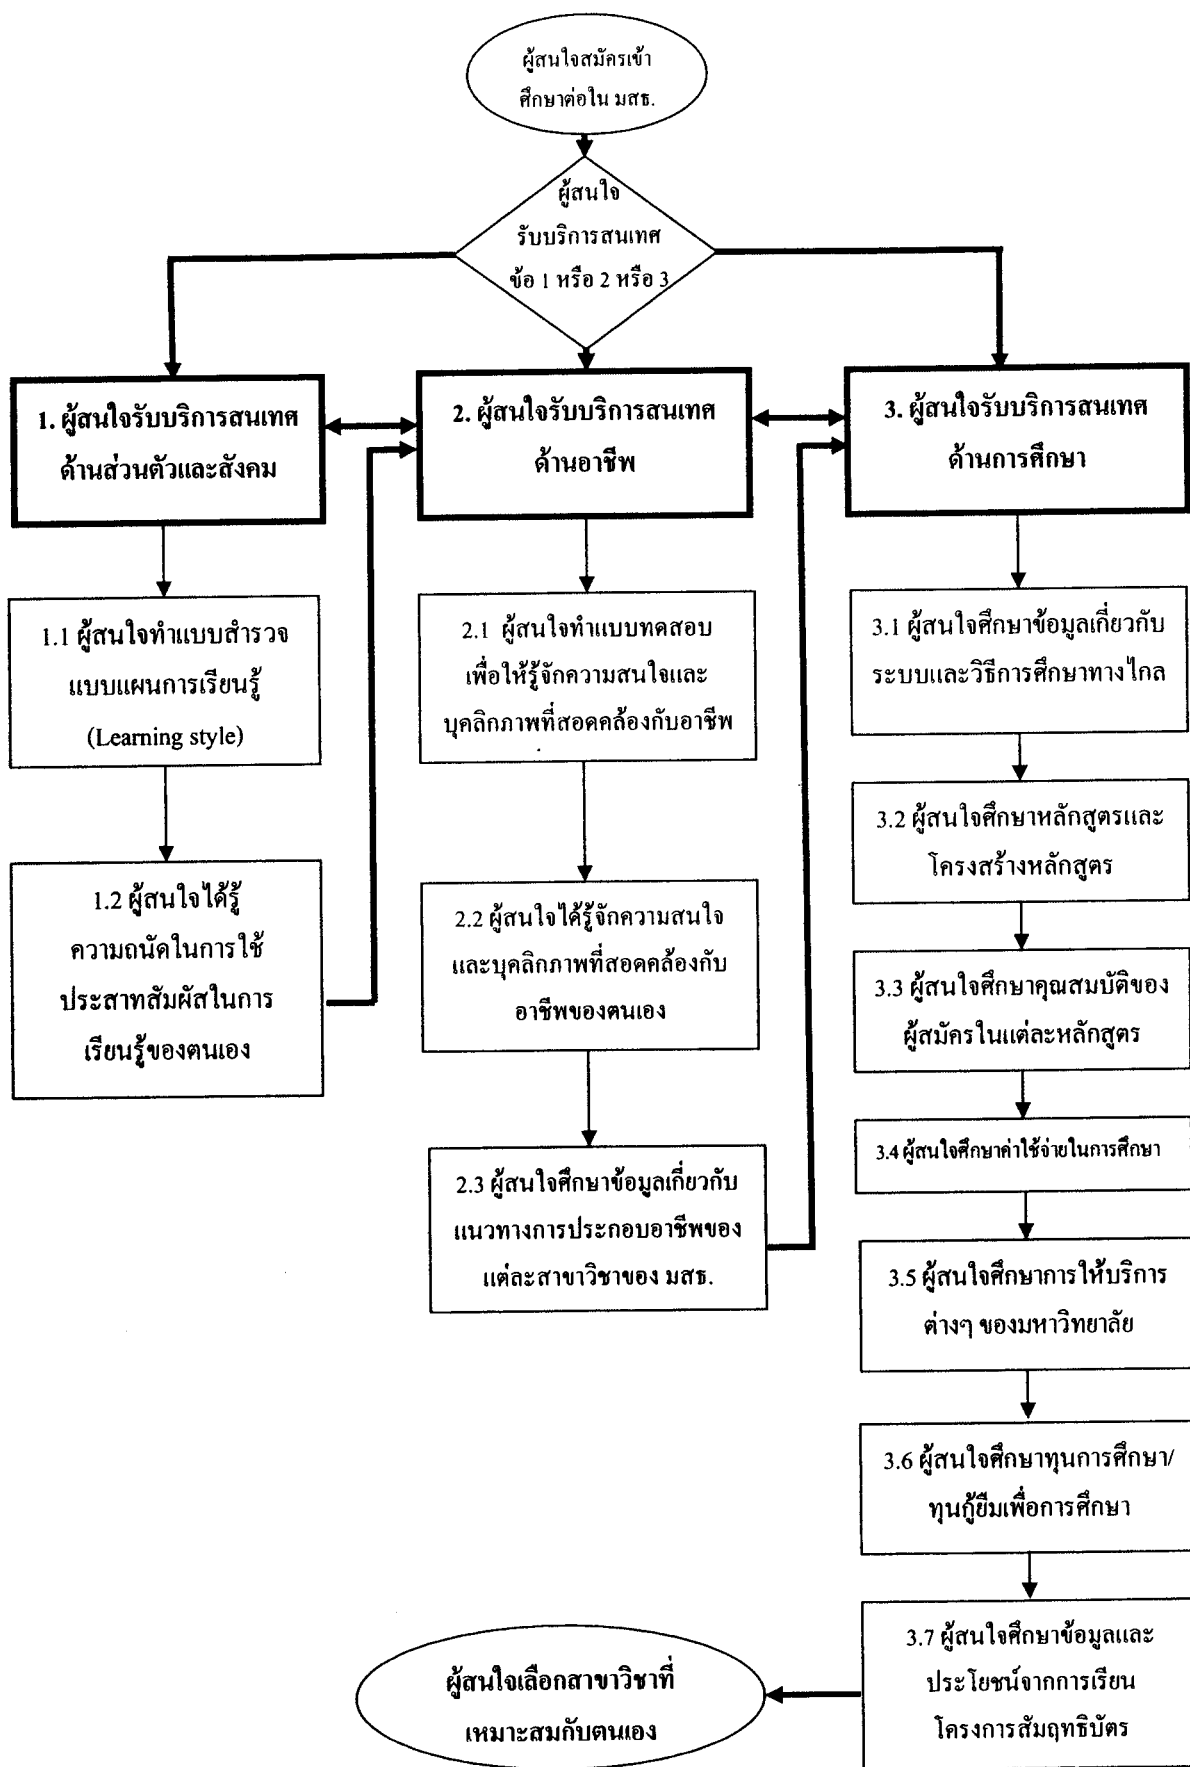 ผู้สนใจสมัครเข้า
ศึกษาต่อใน มสธ.
ผู้สนใจ
รับบริการสนเทศ
ข้อ 1 หรือ 2 หรือ 3
1. ผู้สนใจรับบริการสนเทศ
ด้านส่วนตัวและสังคม
2. ผู้สนใจรับบริการสนเทศ
ด้านอาชีพ
3. ผู้สนใจรับบริการสนเทศ
ด้านการศึกษา
1.1 ผู้สนใจทำแบบสำรวจ
แบบแผนการเรียนรู้
(Learning style)
1.2 ผู้สนใจได้รู้
ความถนัดในการใช้
ประสาทสัมผัสในการ
เรียนรู้ของตนเอง
2.1 ผู้สนใจทำแบบทดสอบ
เพื่อให้รู้จักความสนใจและ
บุคลิกภาพที่สอดคล้องกับอาชีพ
2.2 ผู้สนใจได้รู้จักความสนใจ
และบุคลิกภาพที่สอดคล้องกับ
อาชีพของตนเอง
2.3 ผู้สนใจศึกษาข้อมูลเกี่ยวกับ
แนวทางการประกอบอาชีพของ
แต่ละสาขาวิชาของ มสธ.
3.1 ผู้สนใจศึกษาข้อมูลเกี่ยวกับ
ระบบและวิธีการศึกษาทางไกล
3.2 ผู้สนใจศึกษาหลักสูตรและ
โครงสร้างหลักสูตร
3.3 ผู้สนใจศึกษาคุณสมบัติของ
ผู้สมัครในแต่ละหลักสูตร
3.4 ผู้สนใจศึกษาค่าใช้จ่ายในการศึกษา
3.5 ผู้สนใจศึกษาการให้บริการ
ต่างๆ ของมหาวิทยาลัย
3.6 ผู้สนใจศึกษาทุนการศึกษา/
ทุนกู้ยืมเพื่อการศึกษา
3.7 ผู้สนใจศึกษาข้อมูลและ
ประโยชน์จากการเรียน
โครงการสัมฤทธิบัตร
ผู้สนใจเลือกสาขาวิชาที่
เหมาะสมกับตนเอง